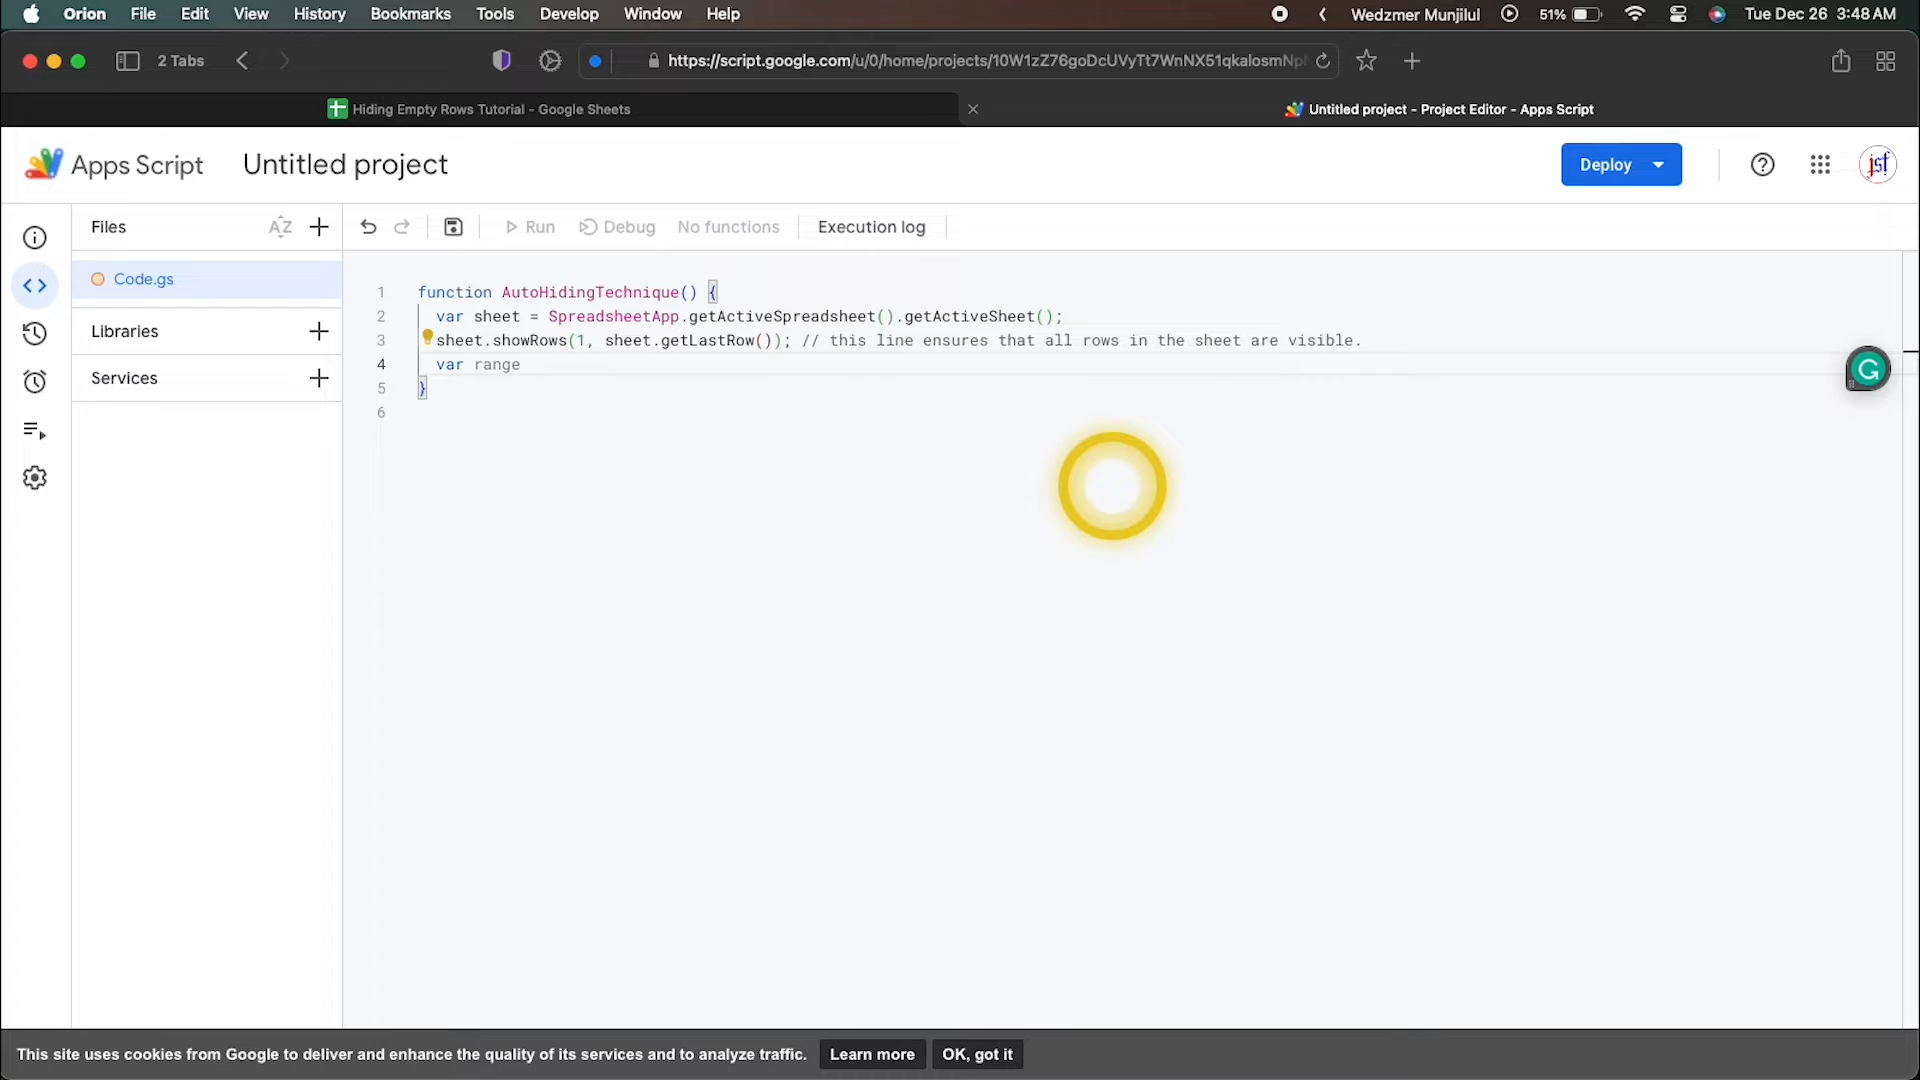 Orion File Edit View History Bookmarks Tools Develop Window Help Wedzmer Munjilul 51% Tue Dec 26 3:48 AM
2 Tabs https://script.google.com/u/0/home/projects/10W1zZ76goDcUVyTt7WnNX51qkalosmNp
Hiding Empty Rows Tutorial - Google Sheets Untitled project - Project Editor - Apps Script
Apps Script Untitled project Deploy jsf
Files AZ Run Debug No functions Execution log
Code.gs
Libraries
Services
1 function AutoHidingTechnique() {
2 var sheet = SpreadsheetApp.getActiveSpreadsheet().getActiveSheet();
3 sheet.showRows(1, sheet.getLastRow()); // this line ensures that all rows in the sheet are visible.
4 var range
5 }
6
This site uses cookies from Google to deliver and enhance the quality of its services and to analyze traffic. Learn more OK, got it